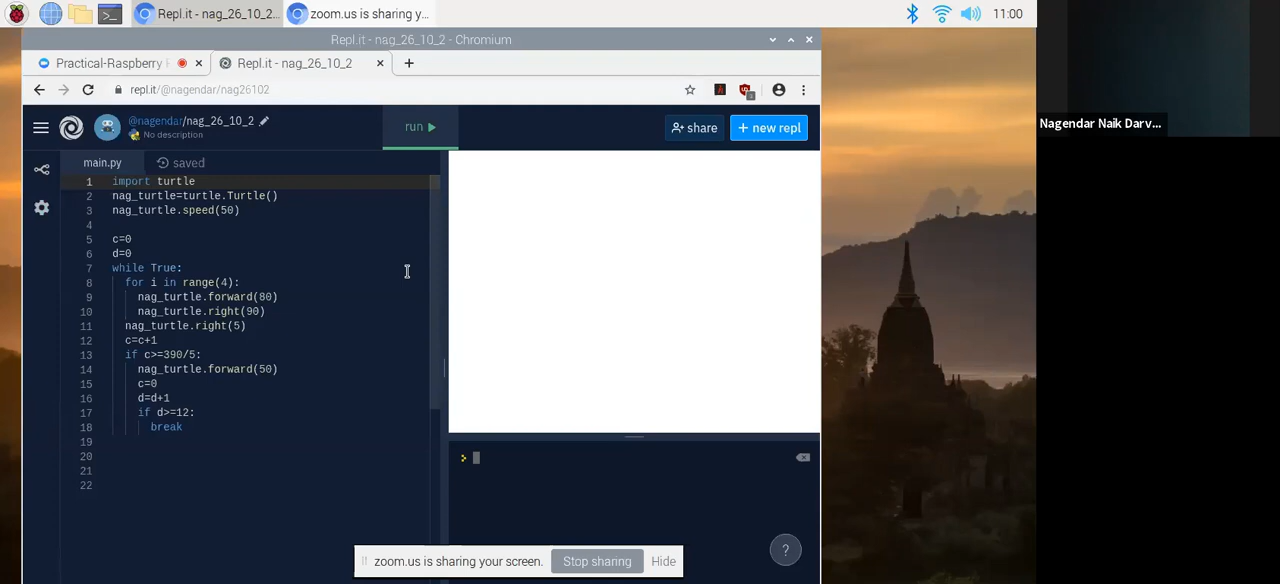 Repl.it - nag_26_10_2...
zoom.us is sharing y...
11:00
Repl.it - nag_26_10_2 - Chromium
Practical-Raspberry
Repl.it - nag_26_10_2
repl.it/@nagendar/nag26102
Nagendar Naik Darv...
@nagendar/nag_26_10_2
No description
run
share
+ new repl
main.py
saved
1 import turtle
2 nag_turtle=turtle.Turtle()
3 nag_turtle.speed(50)
4
5 c=0
6 d=0
7 while True:
8 for i in range(4):
9 nag_turtle.forward(80)
10 nag_turtle.right(90)
11 nag_turtle.right(5)
12 c=c+1
13 if c>=390/5:
14 nag_turtle.forward(50)
15 c=0
16 d=d+1
17 if d>=12:
18 break
19
20
21
22
?
zoom.us is sharing your screen.
Stop sharing
Hide